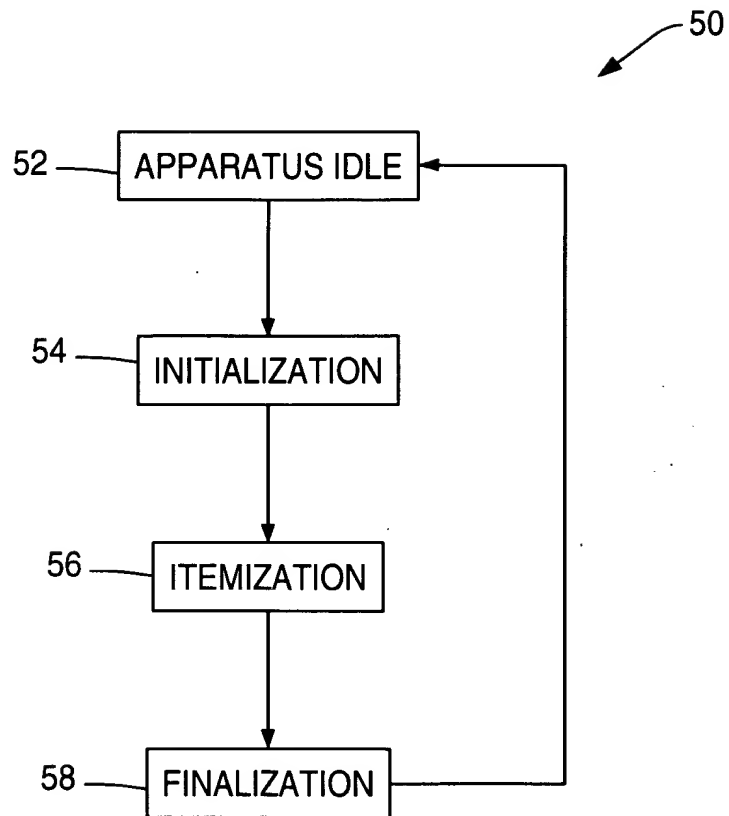 50
52 APPARATUS IDLE
54 INITIALIZATION
56 ITEMIZATION
58 FINALIZATION